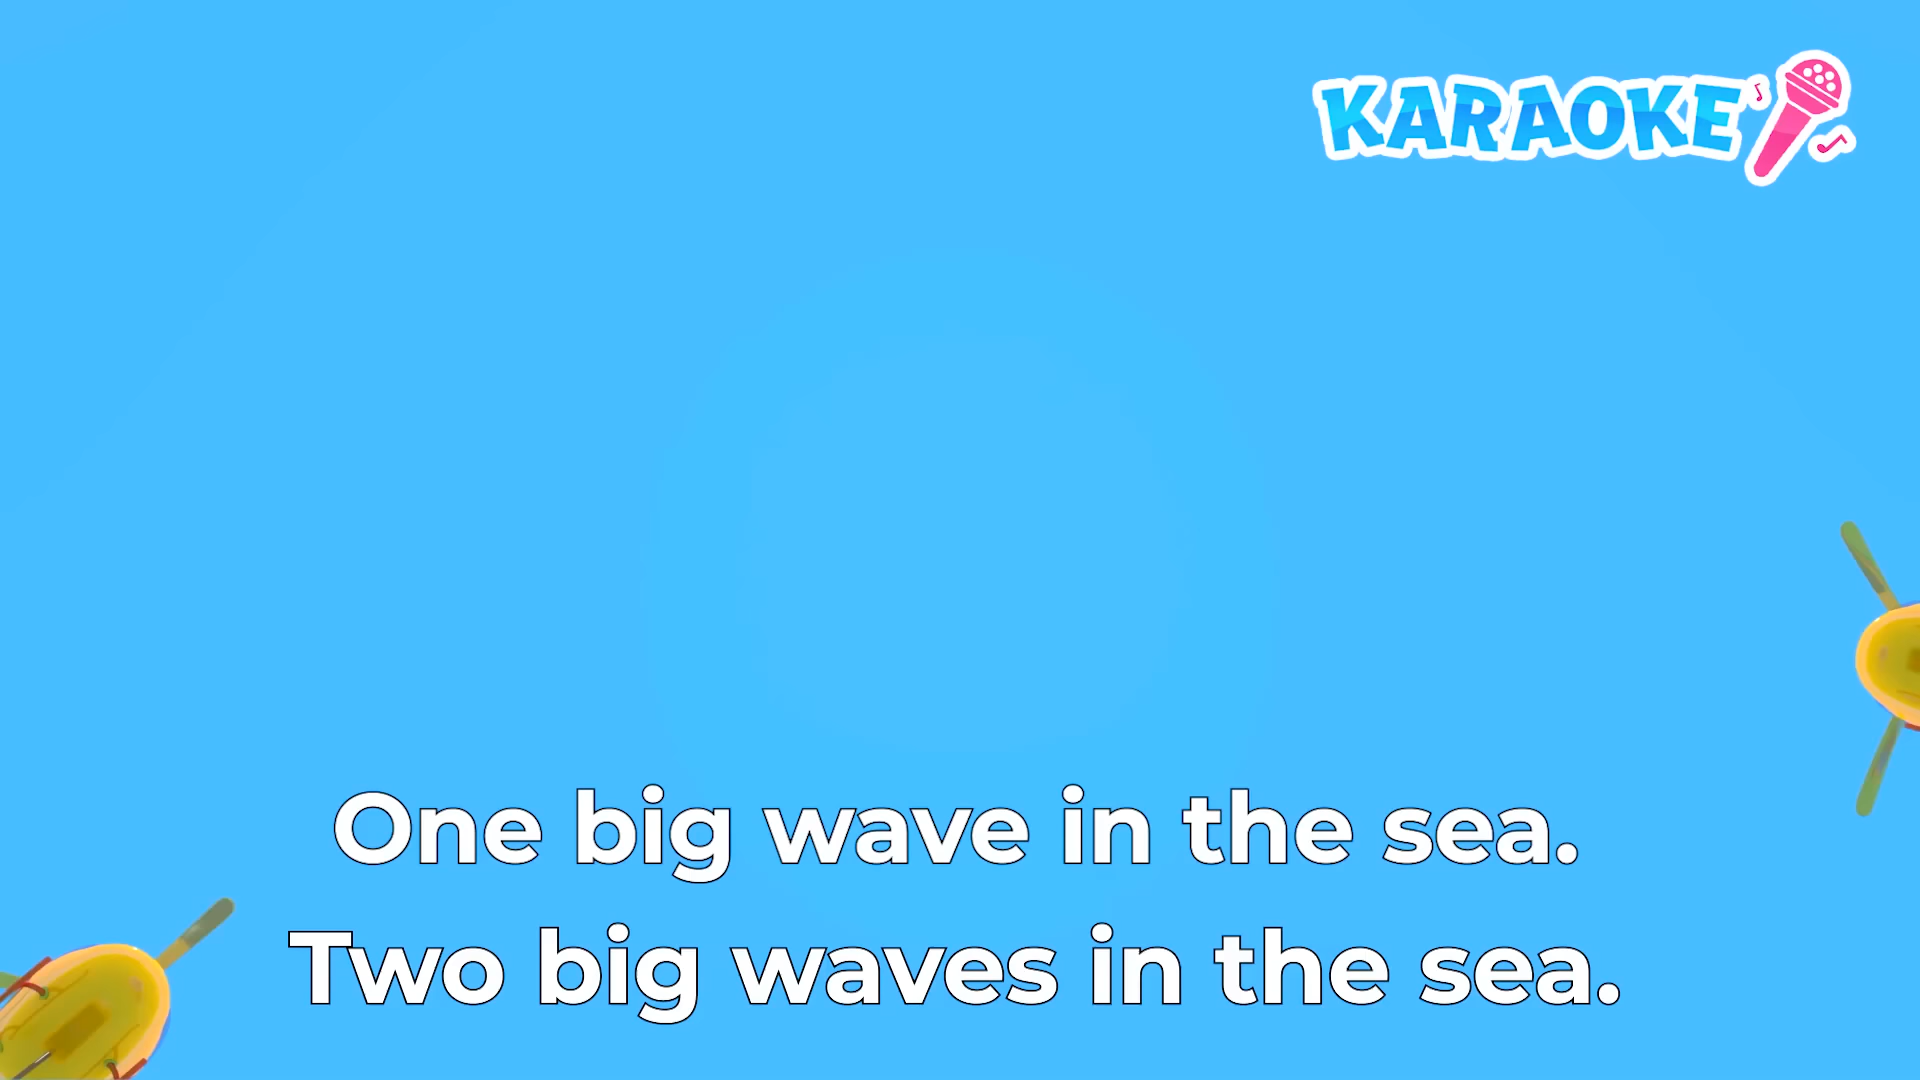 KARAOKE
One big wave in the sea.
Two big waves in the sea.